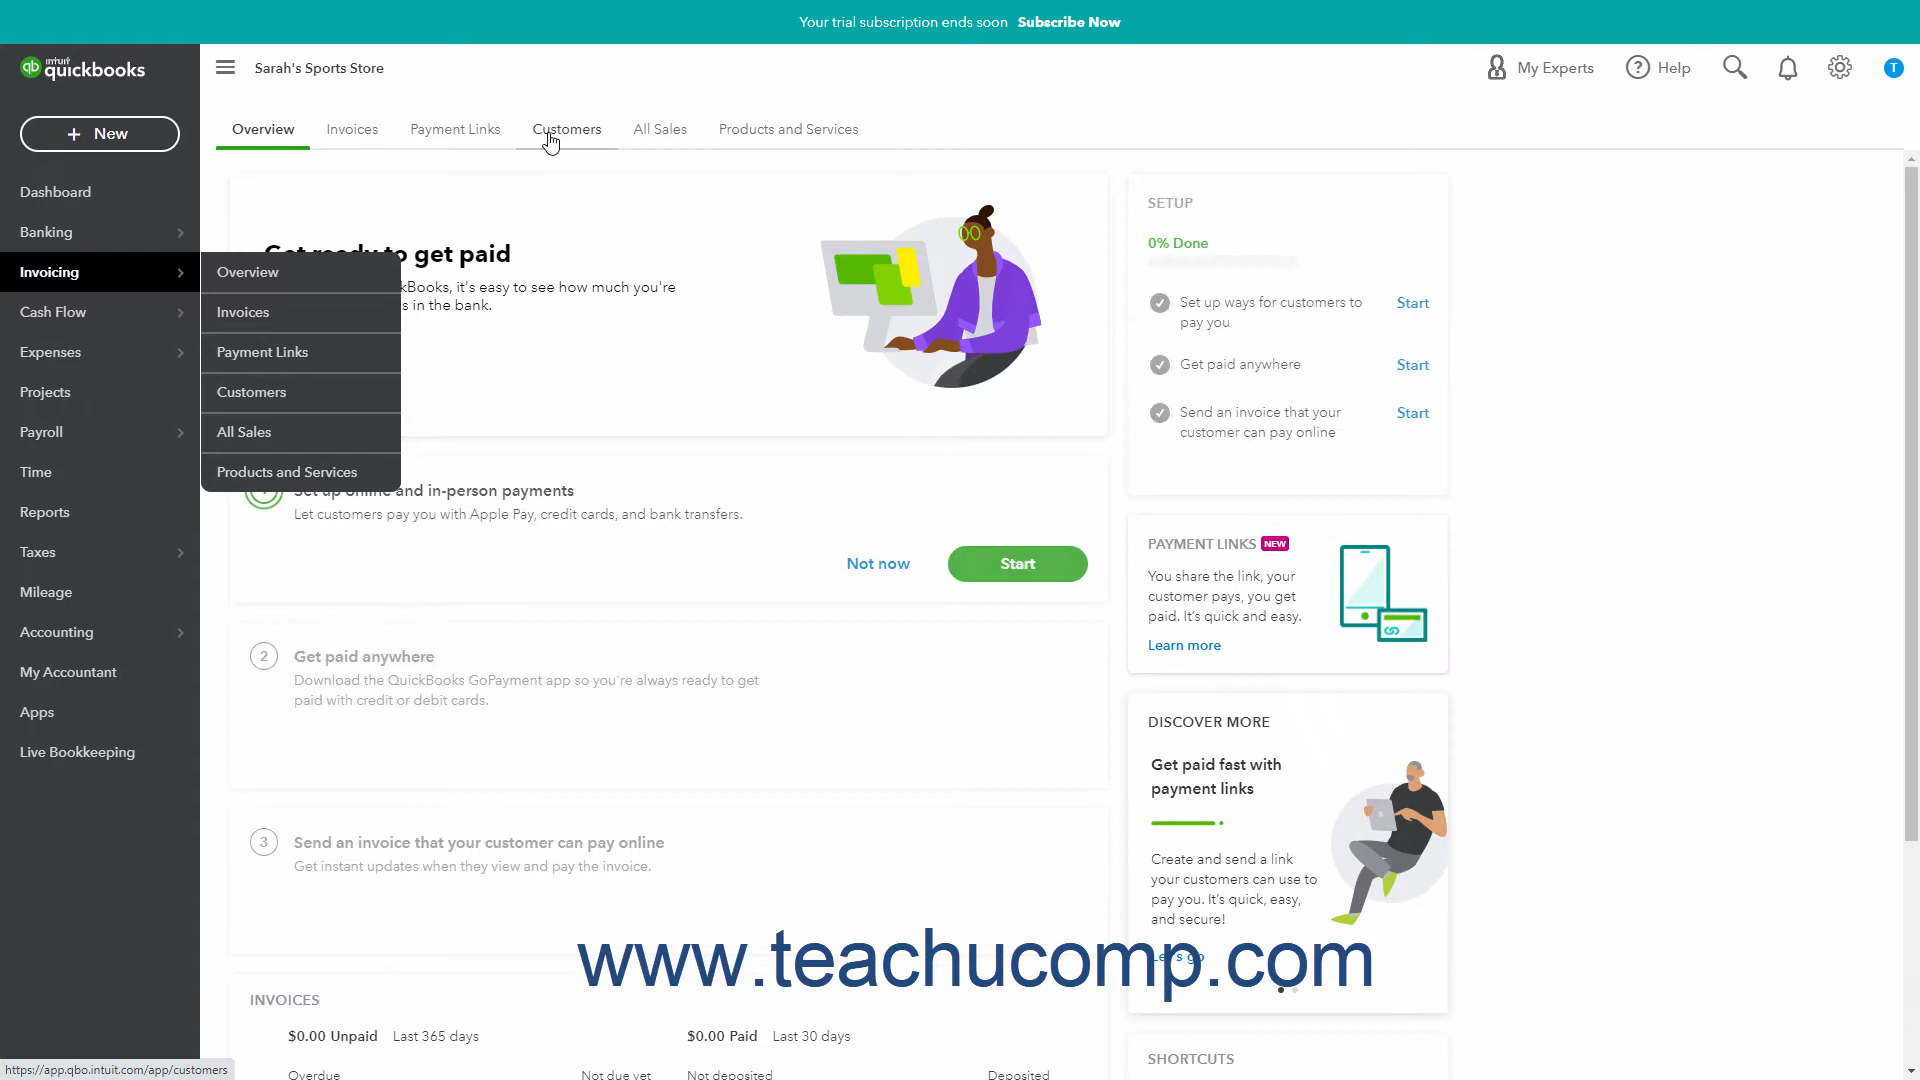 Your trial subscription ends soon Subscribe Now
intuit quickbooks
Sarah's Sports Store
My Experts
Help
T
+ New
Overview
Invoices
Payment Links
Customers
All Sales
Products and Services
Dashboard
Banking
Invoicing
Cash Flow
Expenses
Projects
Payroll
Time
Reports
Taxes
Mileage
Accounting
My Accountant
Apps
Live Bookkeeping
Overview
Invoices
Payment Links
Customers
All Sales
Products and Services
to get paid
kBooks, it's easy to see how much you're
s in the bank.
Set up online and in-person payments
Let customers pay you with Apple Pay, credit cards, and bank transfers.
Not now
Start
2 Get paid anywhere
Download the QuickBooks GoPayment app so you're always ready to get
paid with credit or debit cards.
3 Send an invoice that your customer can pay online
Get instant updates when they view and pay the invoice.
INVOICES
$0.00 Unpaid Last 365 days
$0.00 Paid Last 30 days
Overdue
Not due yet
Not deposited
Deposited
SETUP
0% Done
Set up ways for customers to
pay you
Start
Get paid anywhere
Start
Send an invoice that your
customer can pay online
Start
PAYMENT LINKS NEW
You share the link, your
customer pays, you get
paid. It's quick and easy.
Learn more
DISCOVER MORE
Get paid fast with
payment links
Create and send a link
your customers can use to
pay you. It's quick, easy,
and secure!
Let's go
SHORTCUTS
www.teachucomp.com
https://app.qbo.intuit.com/app/customers